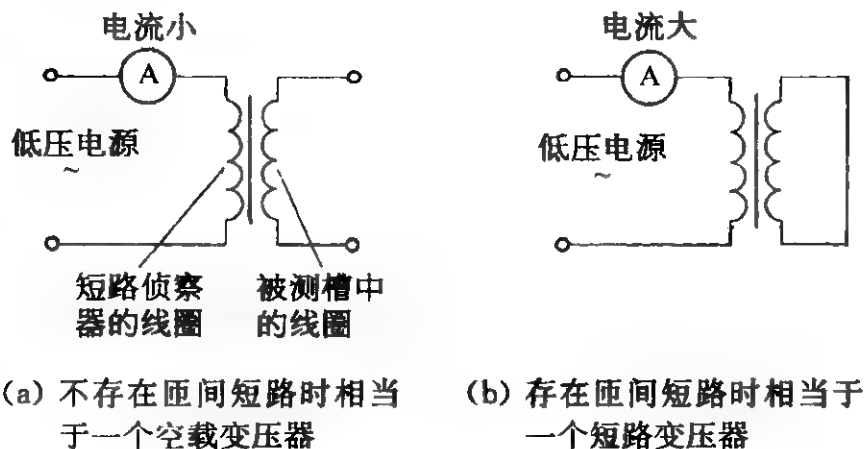 电流小
A
低压电源
~
短路侦察
器的线圈
被测槽中
的线圈
(a) 不存在匝间短路时相当
于一个空载变压器
电流大
A
低压电源
~
(b) 存在匝间短路时相当于
一个短路变压器